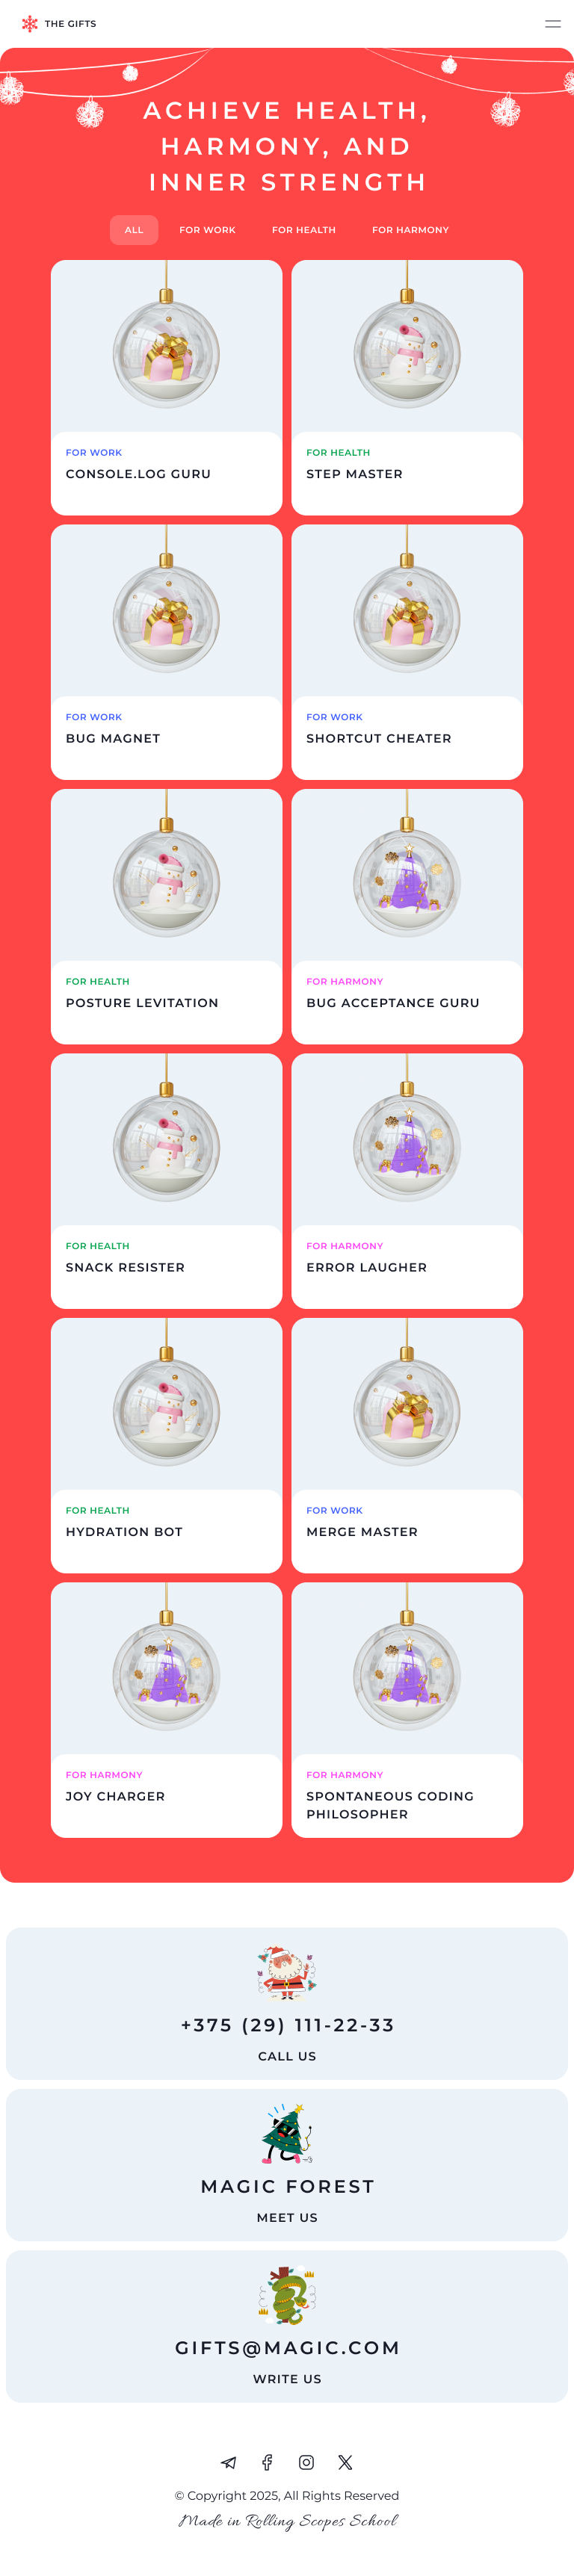 THE GIFTS
ACHIEVE HEALTH,
HARMONY, AND
INNER STRENGTH
ALL FOR WORK FOR HEALTH FOR HARMONY
FOR WORK
CONSOLE.LOG GURU
FOR HEALTH
STEP MASTER
FOR WORK
BUG MAGNET
FOR WORK
SHORTCUT CHEATER
FOR HEALTH
POSTURE LEVITATION
FOR HARMONY
BUG ACCEPTANCE GURU
FOR HEALTH
SNACK RESISTER
FOR HARMONY
ERROR LAUGHER
FOR HEALTH
HYDRATION BOT
FOR WORK
MERGE MASTER
FOR HARMONY
JOY CHARGER
FOR HARMONY
SPONTANEOUS CODING
PHILOSOPHER
+375 (29) 111-22-33
CALL US
MAGIC FOREST
MEET US
GIFTS@MAGIC.COM
WRITE US
© Copyright 2025, All Rights Reserved
Made in Rolling Scopes School